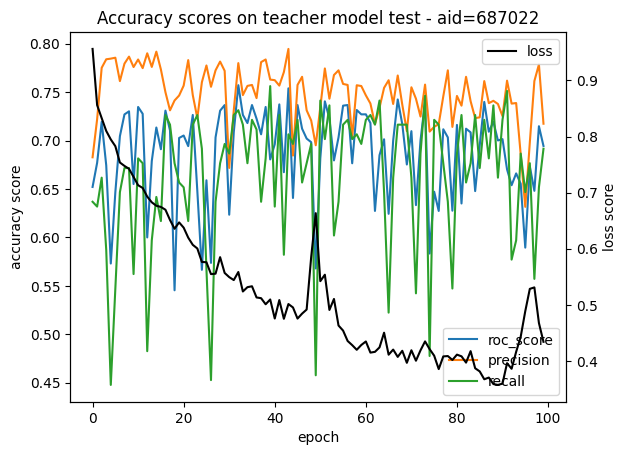 Accuracy scores on teacher model test - aid=687022
accuracy score
0.80
0.75
0.70
0.65
0.60
0.55
0.50
0.45
0
20
40
60
80
100
epoch
0.9
0.8
0.7
0.6
0.5
0.4
loss score
loss
roc_score
precision
recall